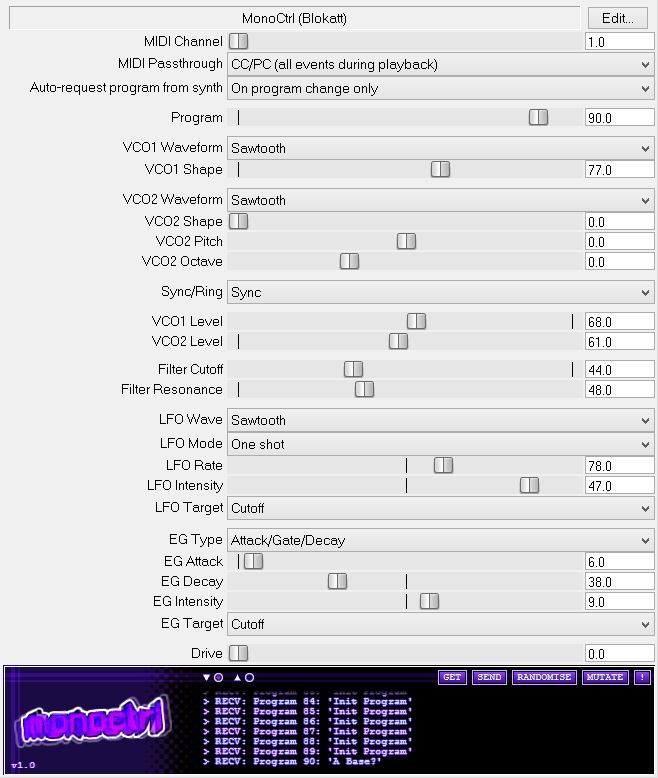 MonoCtrl (Blokatt) Edit...
MIDI Channel 1.0
MIDI Passthrough CC/PC (all events during playback)
Auto-request program from synth On program change only
Program 90.0
VCO1 Waveform Sawtooth
VCO1 Shape 77.0
VCO2 Waveform Sawtooth
VCO2 Shape 0.0
VCO2 Pitch 0.0
VCO2 Octave 0.0
Sync/Ring Sync
VCO1 Level 68.0
VCO2 Level 61.0
Filter Cutoff 44.0
Filter Resonance 48.0
LFO Wave Sawtooth
LFO Mode One shot
LFO Rate 78.0
LFO Intensity 47.0
LFO Target Cutoff
EG Type Attack/Gate/Decay
EG Attack 6.0
EG Decay 38.0
EG Intensity 9.0
EG Target Cutoff
Drive 0.0
GET SEND RANDOMISE MUTATE !
monoctrl
> RECV: Program 84: 'Init Program'
> RECV: Program 85: 'Init Program'
> RECV: Program 86: 'Init Program'
> RECV: Program 87: 'Init Program'
> RECV: Program 88: 'Init Program'
> RECV: Program 89: 'Init Program'
> RECV: Program 90: 'A Base?'
v1.0